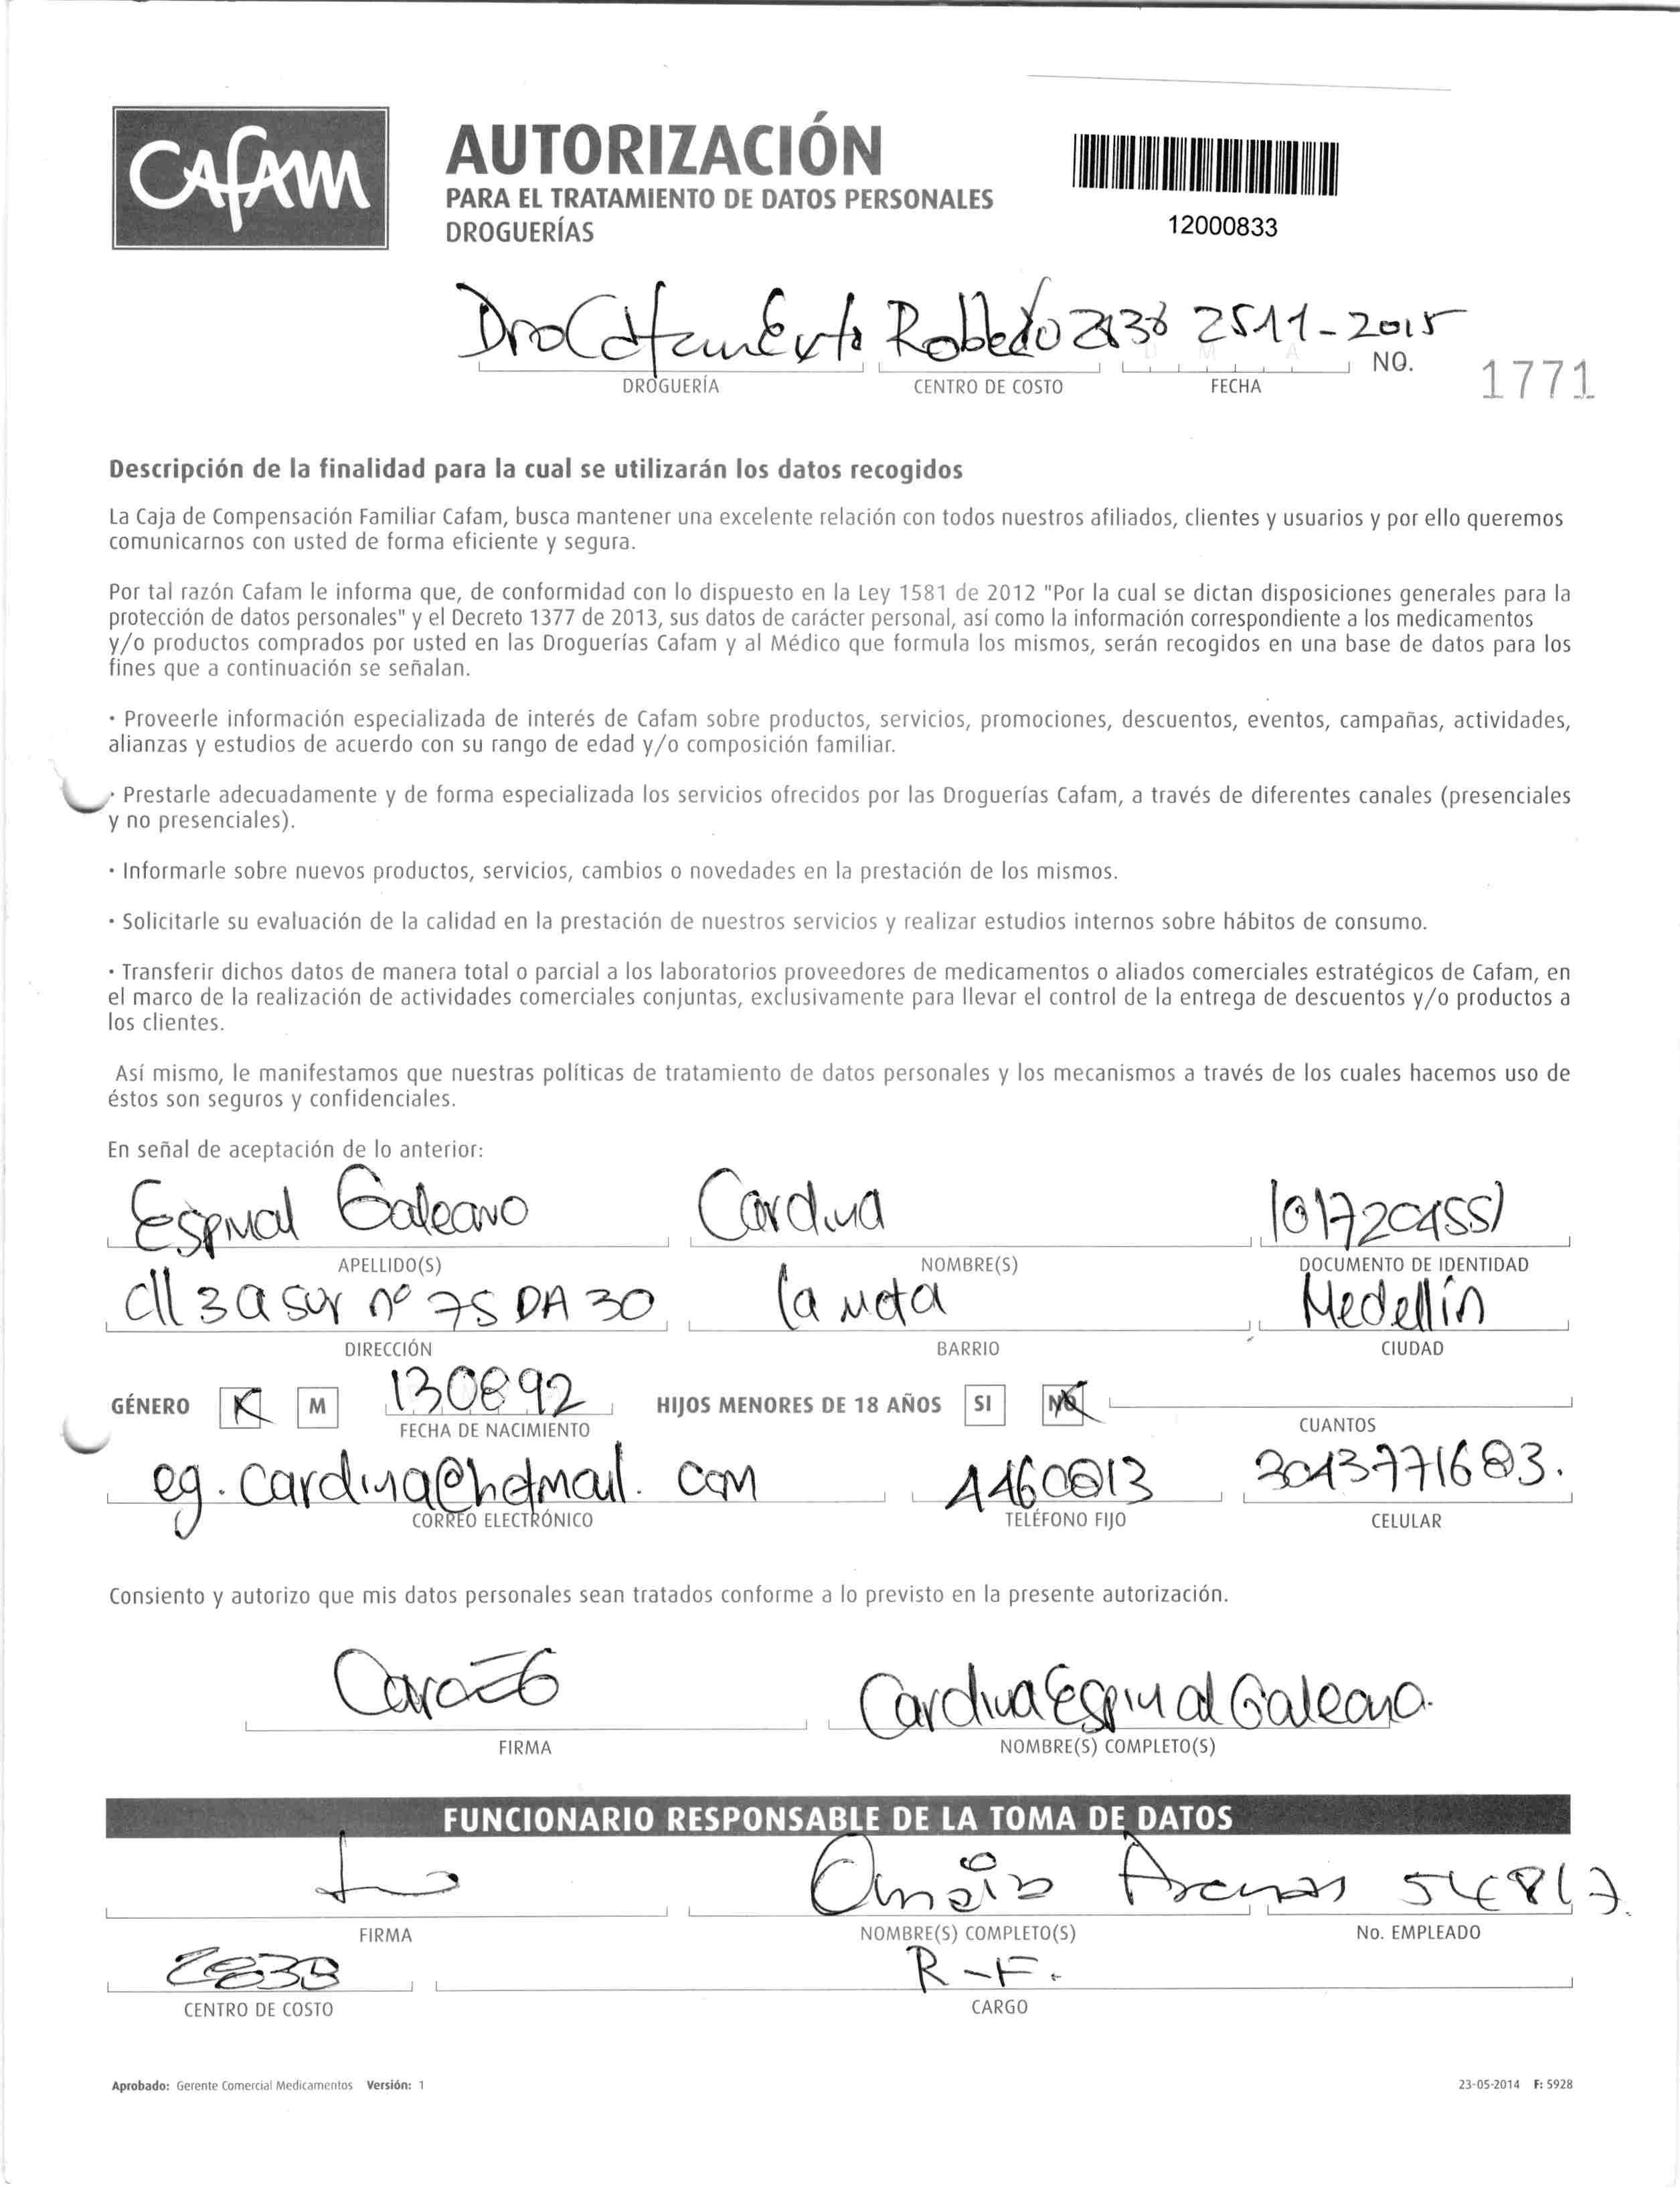 CAFAM
AUTORIZACIÓN
PARA EL TRATAMIENTO DE DATOS PERSONALES
DROGUERÍAS
12000833
Robledo 2511-2015
DROGUERÍA CENTRO DE COSTO D M A FECHA NO. 1771
Descripción de la finalidad para la cual se utilizarán los datos recogidos
La Caja de Compensación Familiar Cafam, busca mantener una excelente relación con todos nuestros afiliados, clientes y usuarios y por ello queremos
comunicarnos con usted de forma eficiente y segura.
Por tal razón Cafam le informa que, de conformidad con lo dispuesto en la Ley 1581 de 2012 "Por la cual se dictan disposiciones generales para la
protección de datos personales" y el Decreto 1377 de 2013, sus datos de carácter personal, así como la información correspondiente a los medicamentos
y/o productos comprados por usted en las Droguerías Cafam y al Médico que formula los mismos, serán recogidos en una base de datos para los
fines que a continuación se señalan.
· Proveerle información especializada de interés de Cafam sobre productos, servicios, promociones, descuentos, eventos, campañas, actividades,
alianzas y estudios de acuerdo con su rango de edad y/o composición familiar.
· Prestarle adecuadamente y de forma especializada los servicios ofrecidos por las Droguerías Cafam, a través de diferentes canales (presenciales
y no presenciales).
· Informarle sobre nuevos productos, servicios, cambios o novedades en la prestación de los mismos.
· Solicitarle su evaluación de la calidad en la prestación de nuestros servicios y realizar estudios internos sobre hábitos de consumo.
· Transferir dichos datos de manera total o parcial a los laboratorios proveedores de medicamentos o aliados comerciales estratégicos de Cafam, en
el marco de la realización de actividades comerciales conjuntas, exclusivamente para llevar el control de la entrega de descuentos y/o productos a
los clientes.
Así mismo, le manifestamos que nuestras políticas de tratamiento de datos personales y los mecanismos a través de los cuales hacemos uso de
éstos son seguros y confidenciales.
En señal de aceptación de lo anterior:
Espinal Galeano Carolina 1017204551
APELLIDO(S) NOMBRE(S) DOCUMENTO DE IDENTIDAD
cll 3 a sur nº 75 DA 30 la mota Medellín
DIRECCIÓN BARRIO CIUDAD
GÉNERO M 130892 HIJOS MENORES DE 18 AÑOS SI NO
FECHA DE NACIMIENTO CUANTOS
eg.carolina@hotmail.com 3013771683.
CORREO ELECTRÓNICO TELÉFONO FIJO CELULAR
Consiento y autorizo que mis datos personales sean tratados conforme a lo previsto en la presente autorización.
Carolina Espinal Galeano.
FIRMA NOMBRE(S) COMPLETO(S)
FUNCIONARIO RESPONSABLE DE LA TOMA DE DATOS
Arenas
FIRMA NOMBRE(S) COMPLETO(S) No. EMPLEADO
R-F.
CENTRO DE COSTO CARGO
Aprobado: Gerente Comercial Medicamentos Versión: 1 23-05-2014 F: 5928